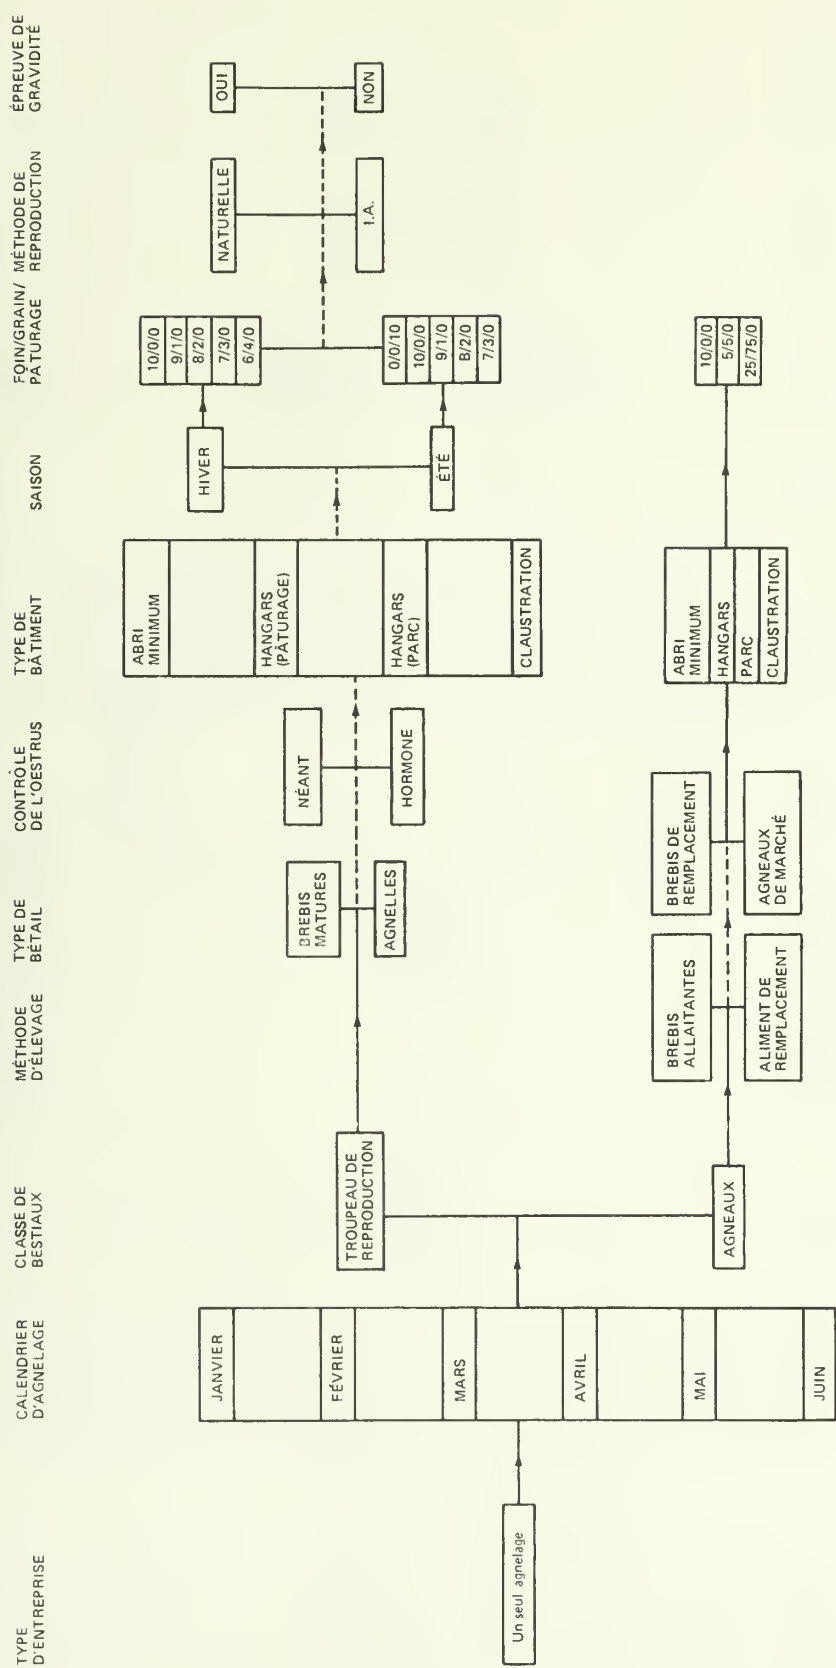 TYPE
D'ENTREPRISE
CALENDRIER
D'AGNELAGE
CLASSE DE
BESTIAUX
MÉTHODE
D'ÉLEVAGE
TYPE DE
BÉTAIL
CONTRÔLE
DE L'OESTRUS
TYPE DE
BÂTIMENT
SAISON
FOIN/GRAIN/
PÂTURAGE
MÉTHODE DE
REPRODUCTION
ÉPREUVE DE
GRAVIDITÉ
Un seul agnelage
JANVIER
FÉVRIER
MARS
AVRIL
MAI
JUIN
TROUPEAU DE
REPRODUCTION
BREBIS
MATURES
AGNELLES
NÉANT
HORMONE
ABRI
MINIMUM
HANGARS
(PÂTURAGE)
HANGARS
(PARC)
CLAUSTRATION
HIVER
ÉTÉ
10/0/0
9/1/0
8/2/0
7/3/0
6/4/0
0/0/10
10/0/0
9/1/0
B/2/0
7/3/0
NATURELLE
I.A.
OUI
NON
AGNEAUX
BREBIS
ALLAITANTES
ALIMENT DE
REMPLACEMENT
BREBIS DE
REMPLACEMENT
AGNEAUX
DE MARCHÉ
ABRI
MINIMUM
HANGARS
PARC
CLAUSTRATION
10/0/0
5/5/0
25/75/0